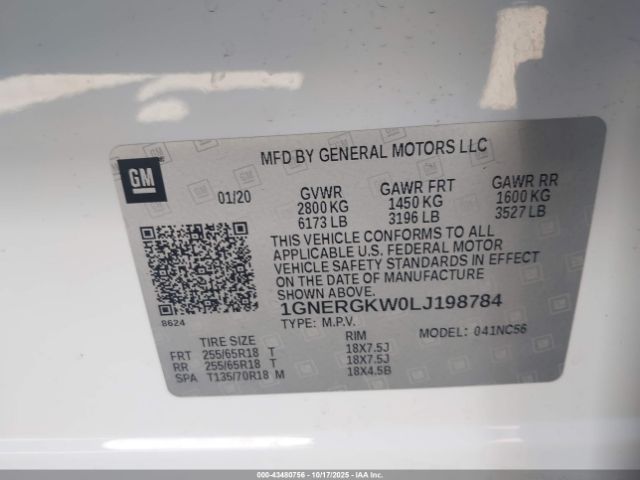 MFD BY GENERAL MOTORS LLC
GM
01/20
GVWR GAWR FRT GAWR RR
2800 KG 1450 KG 1600 KG
6173 LB 3196 LB 3527 LB
THIS VEHICLE CONFORMS TO ALL
APPLICABLE U.S. FEDERAL MOTOR
VEHICLE SAFETY STANDARDS IN EFFECT
ON THE DATE OF MANUFACTURE
SHOWN ABOVE.
8624
1GNERGKW0LJ198784
TYPE: M.P.V. MODEL: 041NC56
TIRE SIZE RIM
FRT 255/65R18 T 18X7.5J
RR 255/65R18 T 18X7.5J
SPA T135/70R18 M 18X4.5B
000-43480756 - 10/17/2025 - IAAI.COM